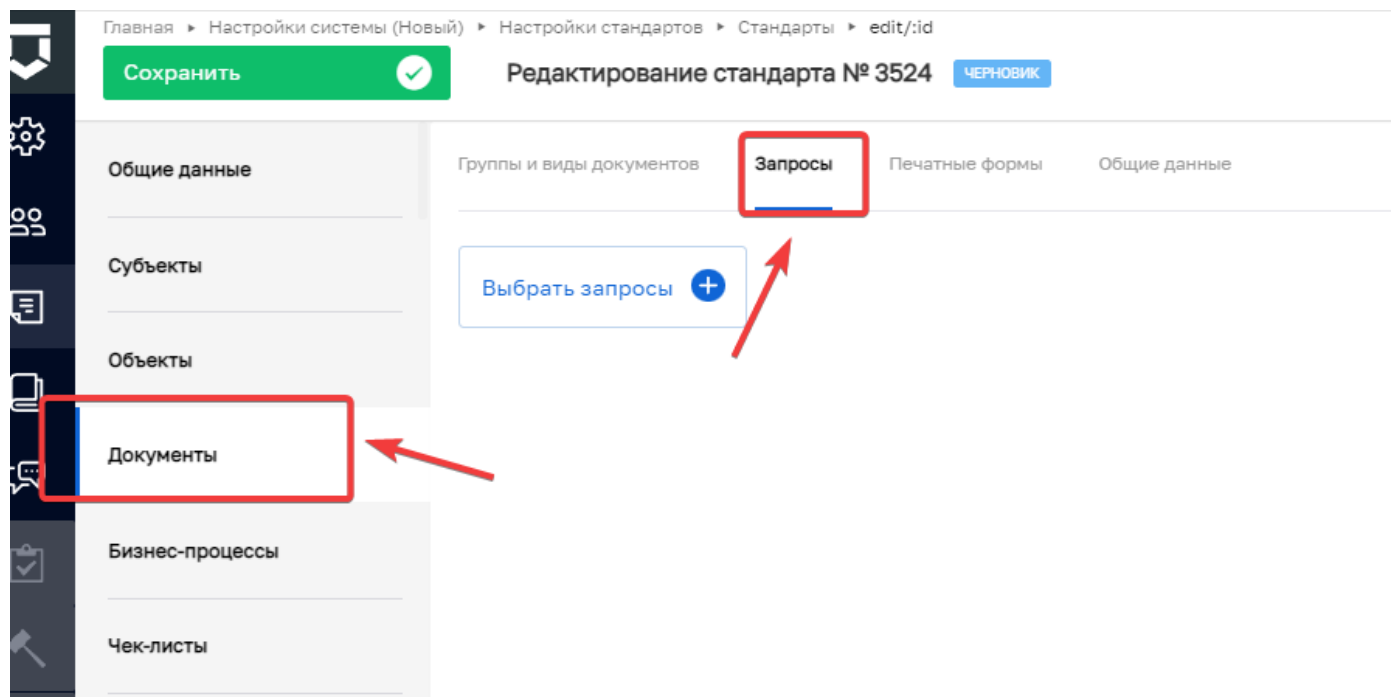 Главная ▸ Настройки системы (Новый) ▸ Настройки стандартов ▸ Стандарты ▸ edit/:id
Сохранить
Редактирование стандарта № 3524 ЧЕРНОВИК
Общие данные
Субъекты
Объекты
Документы
Бизнес-процессы
Чек-листы
Группы и виды документов Запросы Печатные формы Общие данные
Выбрать запросы